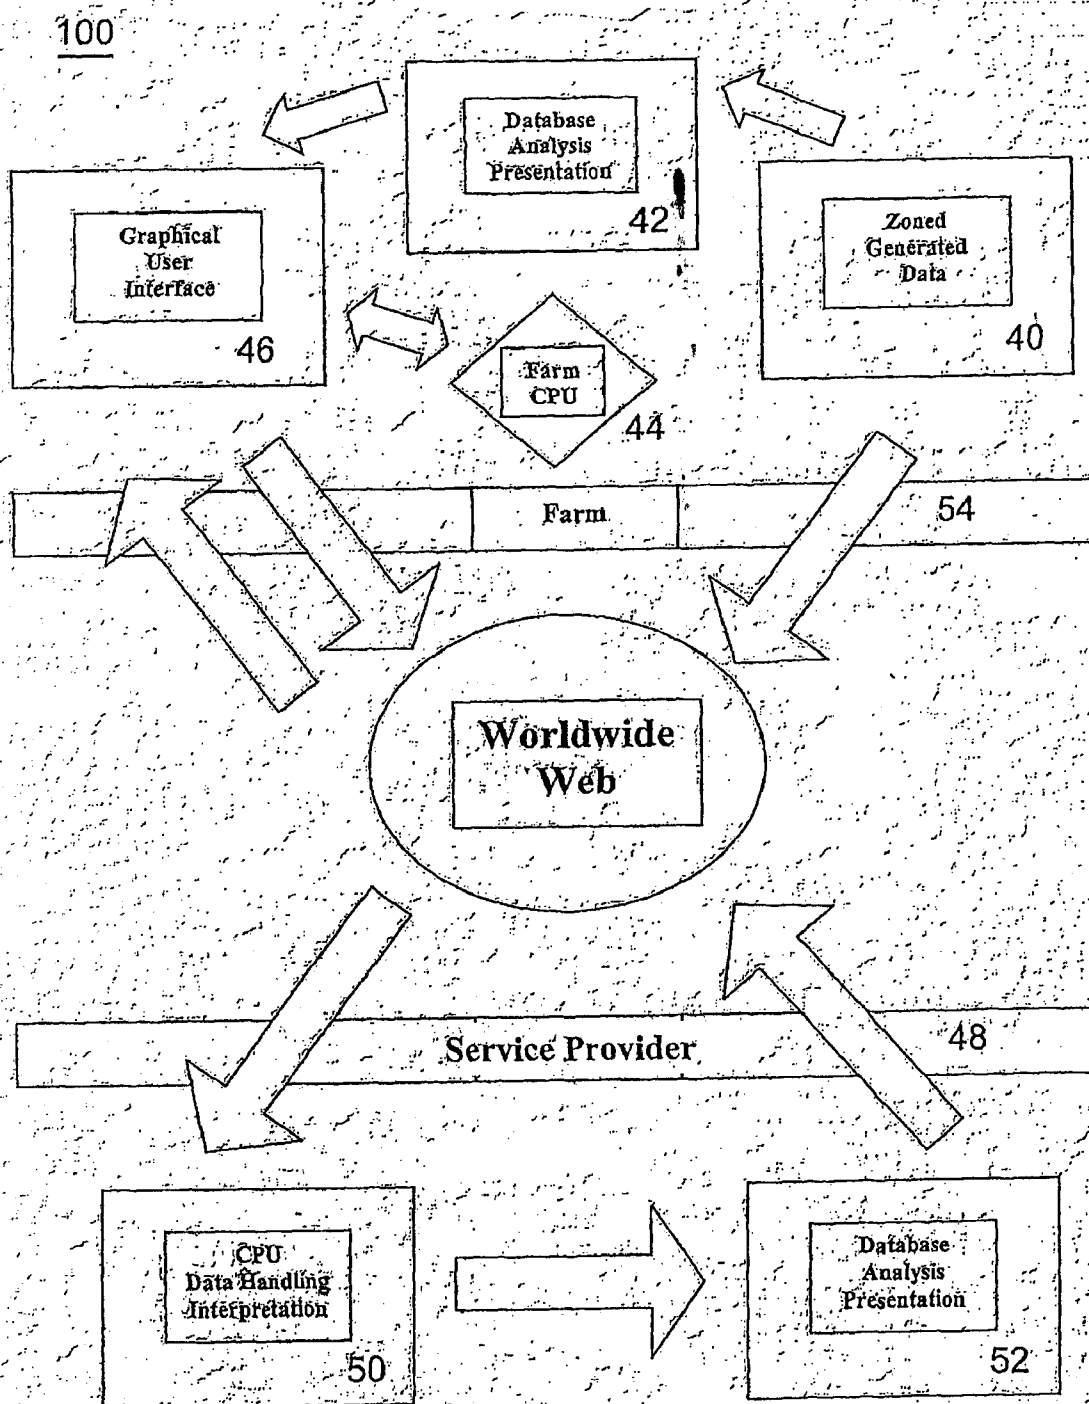 100
Database
Analysis
Presentation
42
Graphical
User
Interface
46
Zoned
Generated
Data
40
Farm
CPU
44
Farm
54
Worldwide
Web
Service Provider
48
CPU
Data Handling
Interpretation
50
Database
Analysis
Presentation
52